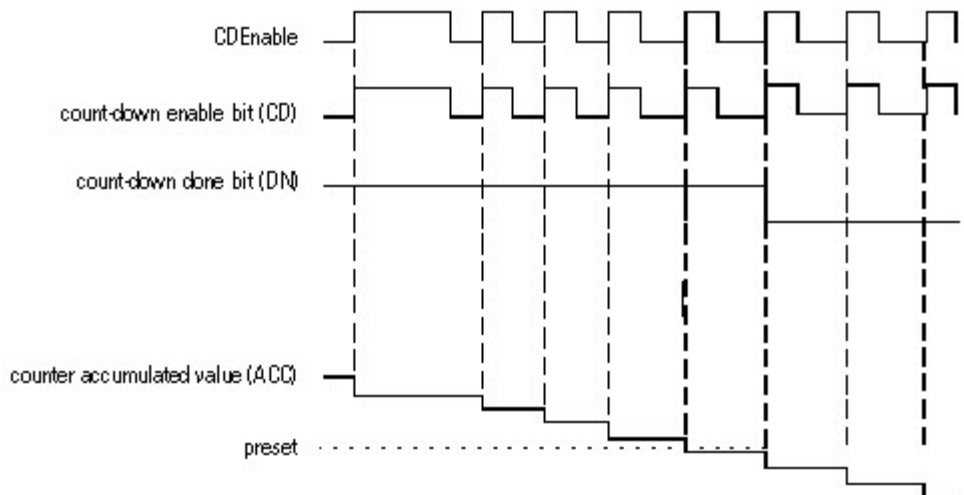 CDEnable
count-down enable bit (CD)
count-down done bit (DN)
counter accumulated value (ACC)
preset